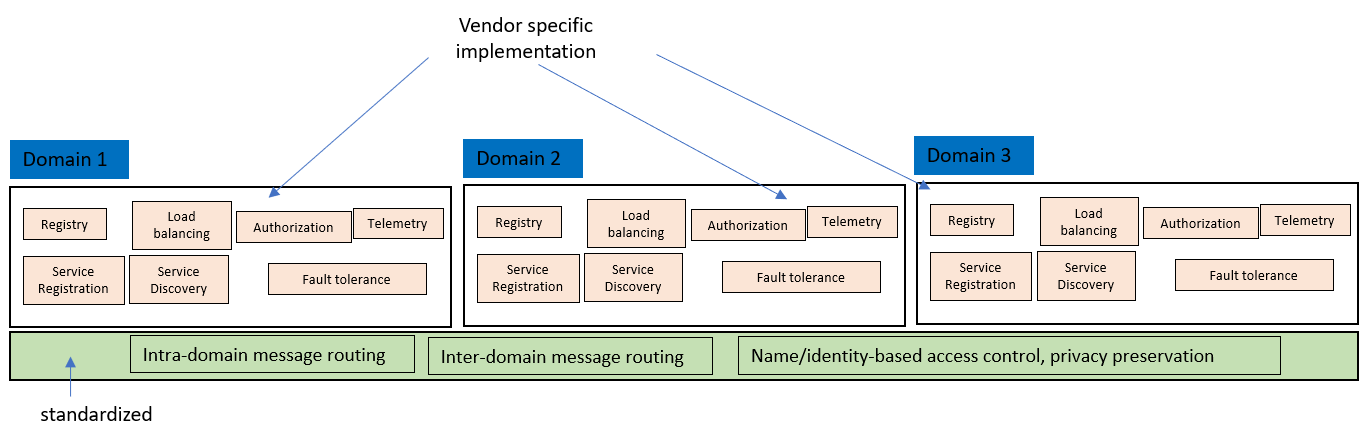 Vendor specific
implementation
Domain 1
Domain 2
Domain 3
Registry
Load
balancing
Authorization
Telemetry
Service
Registration
Service
Discovery
Fault tolerance
Registry
Load
balancing
Authorization
Telemetry
Service
Registration
Service
Discovery
Fault tolerance
Registry
Load
balancing
Authorization
Telemetry
Service
Registration
Service
Discovery
Fault tolerance
Intra-domain message routing
Inter-domain message routing
Name/identity-based access control, privacy preservation
standardized